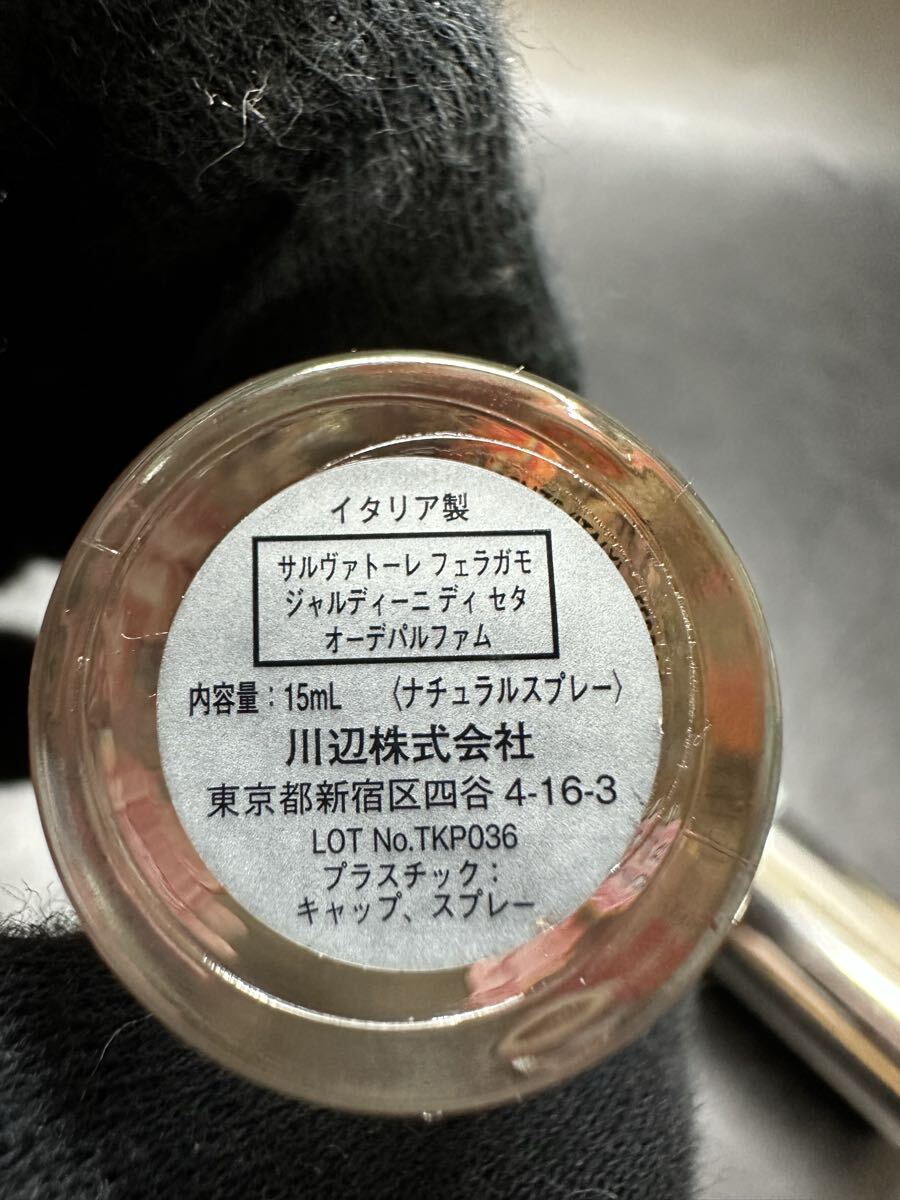 イタリア製
サルヴァトーレ フェラガモ
ジャルディーニ ディ セタ
オーデパルファム
内容量：15mL 〈ナチュラルスプレー〉
川辺株式会社
東京都新宿区四谷 4-16-3
LOT No.TKP036
プラスチック：
キャップ、スプレー